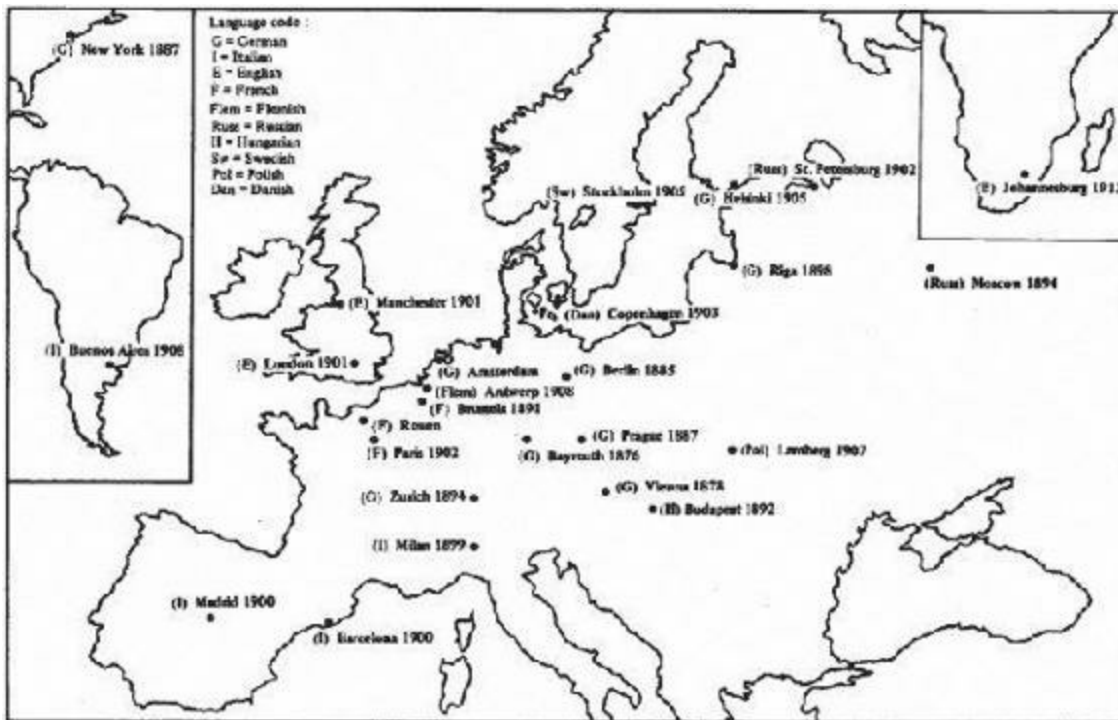 Language code :
G = German
I = Italian
E = English
F = French
Flem = Flemish
Russ = Russian
H = Hungarian
Sw = Swedish
Pol = Polish
Dan = Danish
(G) New York 1887
(I) Buenos Aires 1908
(E) Johannesburg
(Russ) St. Petersburg 1902
(Sw) Stockholm 1905
(G) Helsinki 1905
(G) Riga 1898
(Russ) Moscow 1894
(E) Manchester 1901
(Dan) Copenhagen 1903
(E) London 1901
(G) Amsterdam
(G) Berlin 1885
(Flem) Antwerp 1908
(F) Brussels 1891
(F) Rouen
(F) Paris 1902
(G) Prague 1887
(G) Bayreuth 1876
(Pol) Lemberg 1907
(G) Zurich 1894
(G) Vienna 1878
(H) Budapest 1892
(I) Milan 1899
(I) Madrid 1900
(I) Barcelona 1900